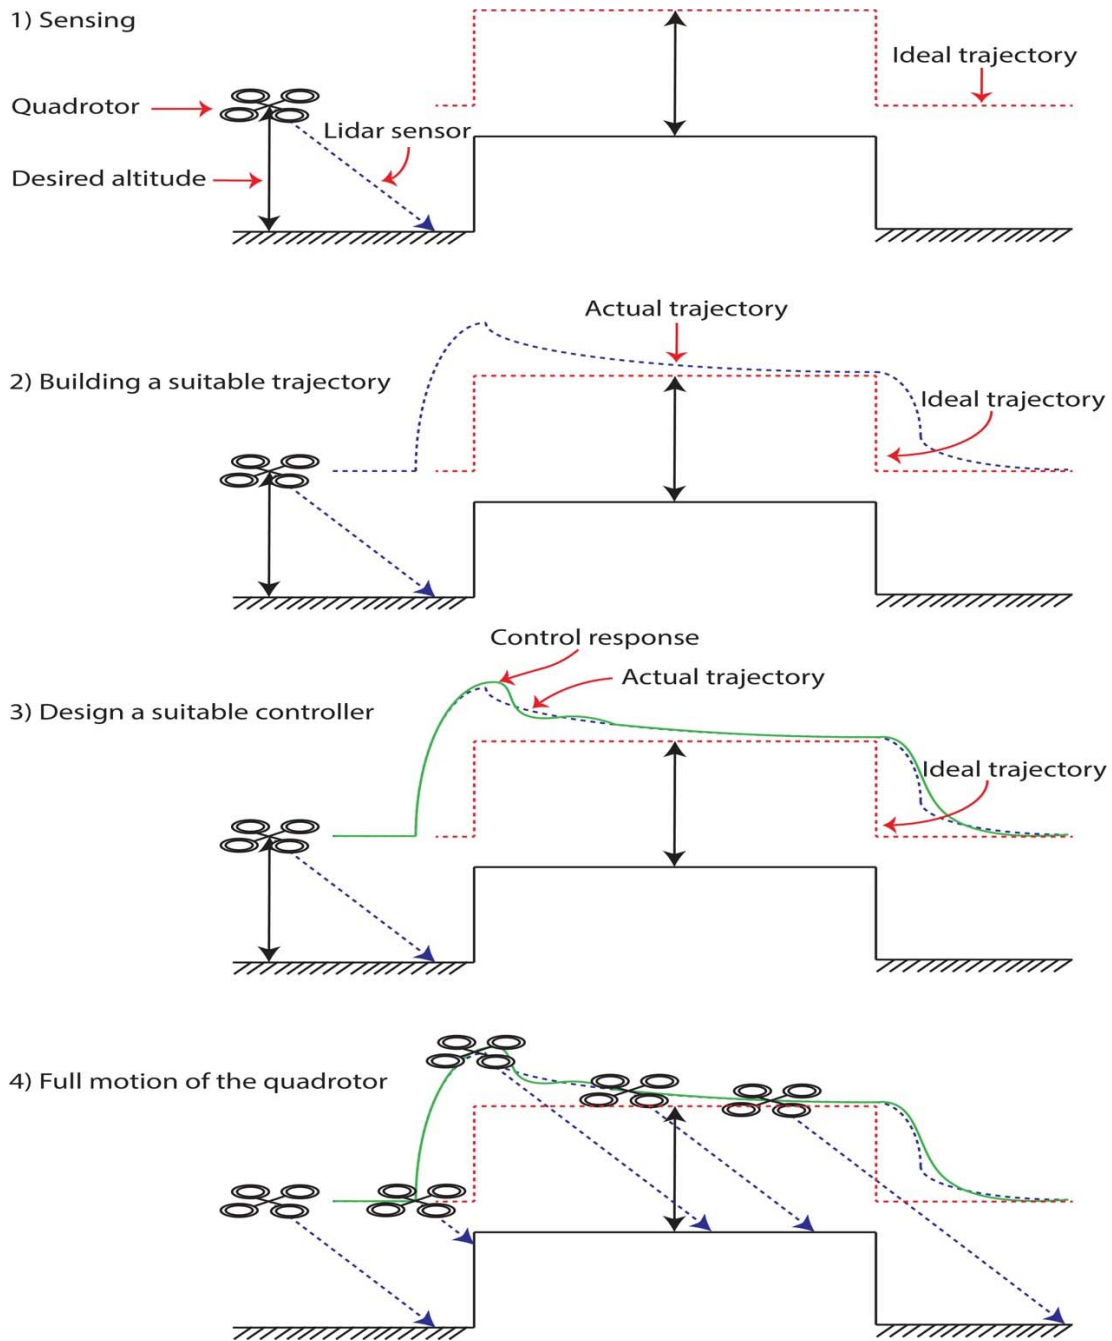 1) Sensing
Ideal trajectory
Quadrotor
Lidar sensor
Desired altitude
Actual trajectory
2) Building a suitable trajectory
Ideal trajectory
Control response
Actual trajectory
3) Design a suitable controller
Ideal trajectory
4) Full motion of the quadrotor